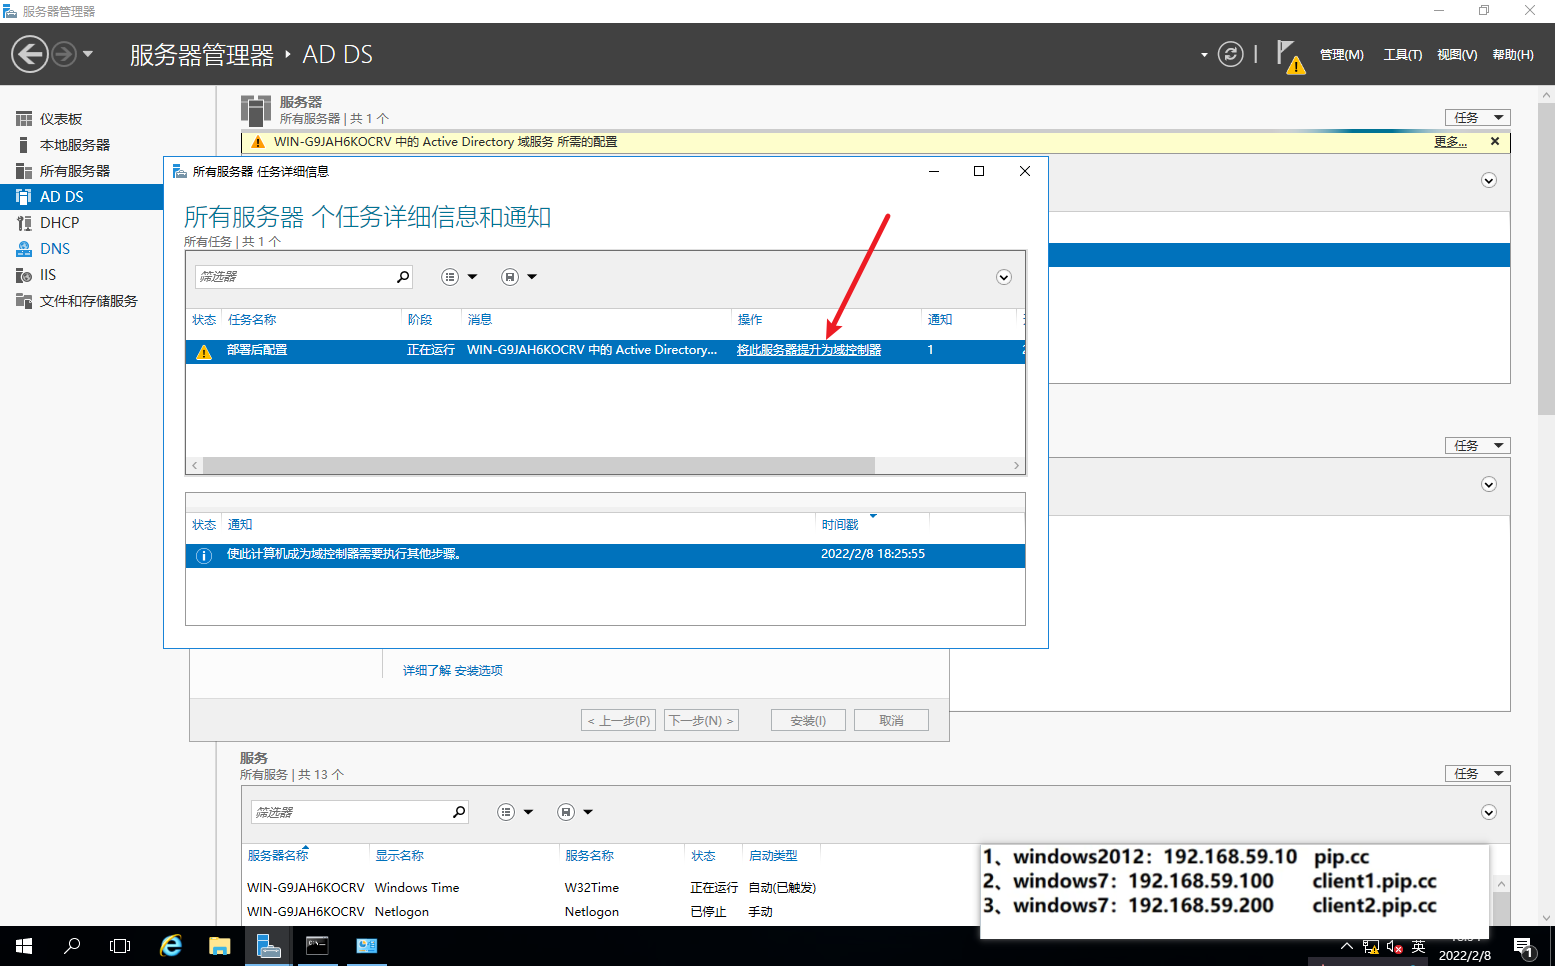 服务器管理器
服务器管理器 ‣ AD DS
管理(M) 工具(T) 视图(V) 帮助(H)
仪表板
本地服务器
所有服务器
AD DS
DHCP
DNS
IIS
文件和存储服务
服务器
所有服务器 | 共 1 个
任务
WIN-G9JAH6KOCRV 中的 Active Directory 域服务 所需的配置
更多...
所有服务器 任务详细信息
所有服务器 个任务详细信息和通知
所有任务 | 共 1 个
筛选器
状态 任务名称 阶段 消息 操作 通知
部署后配置 正在运行 WIN-G9JAH6KOCRV 中的 Active Directory... 将此服务器提升为域控制器 1
任务
状态 通知 时间戳
使此计算机成为域控制器需要执行其他步骤。 2022/2/8 18:25:55
详细了解 安装选项
< 上一步(P) 下一步(N) > 安装(I) 取消
服务
所有服务 | 共 13 个
任务
筛选器
服务器名称 显示名称 服务名称 状态 启动类型
WIN-G9JAH6KOCRV Windows Time W32Time 正在运行 自动(已触发)
WIN-G9JAH6KOCRV Netlogon Netlogon 已停止 手动
1、windows2012：192.168.59.10 pip.cc
2、windows7：192.168.59.100 client1.pip.cc
3、windows7：192.168.59.200 client2.pip.cc
英
2022/2/8
1